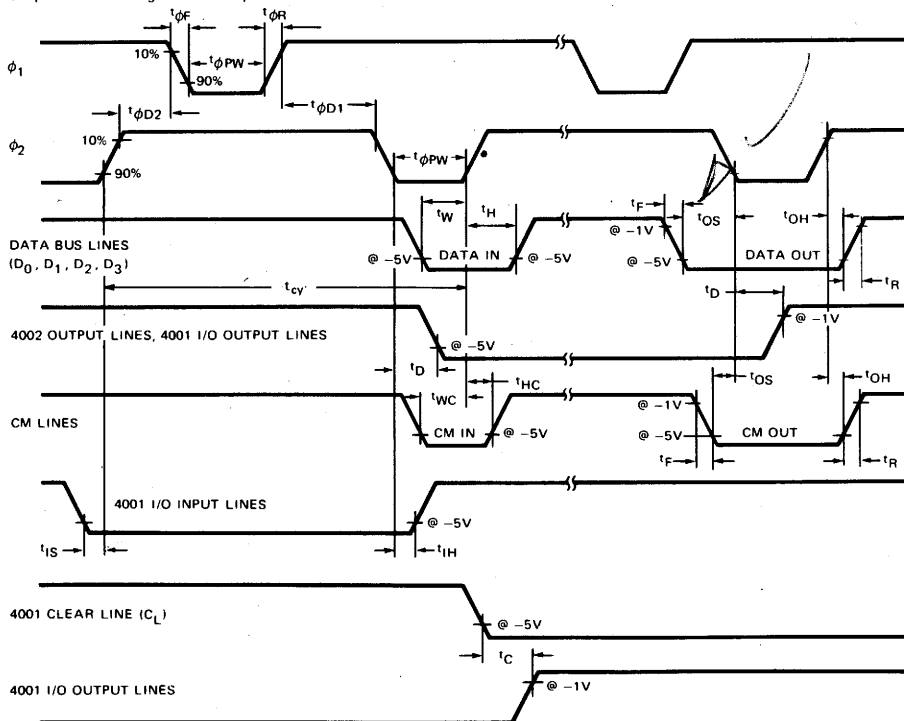 tφF
tφR
φ1
10%
tφPW
90%
tφD2
tφD1
φ2
10%
90%
tφPW
tW
tH
tF
tOS
tOH
@ -1V
DATA BUS LINES
(D0, D1, D2, D3)
@ -5V
DATA IN
@ -5V
@ -5V
DATA OUT
tR
tcy
tD
4002 OUTPUT LINES, 4001 I/O OUTPUT LINES
@ -5V
@ -1V
tD
tHC
tOS
tOH
tWC
@ -1V
CM LINES
CM IN
@ -5V
@ -5V
CM OUT
tF
tR
4001 I/O INPUT LINES
@ -5V
tIS
tIH
4001 CLEAR LINE (CL)
@ -5V
tC
4001 I/O OUTPUT LINES
@ -1V